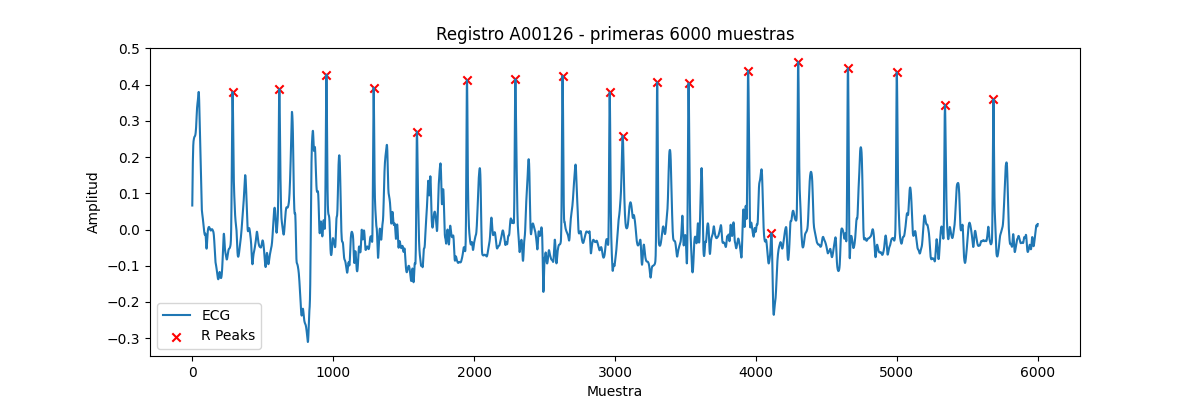 Registro A00126 - primeras 6000 muestras
Amplitud
0.5
0.4
0.3
0.2
0.1
0.0
−0.1
−0.2
−0.3
ECG
R Peaks
0 1000 2000 3000 4000 5000 6000
Muestra